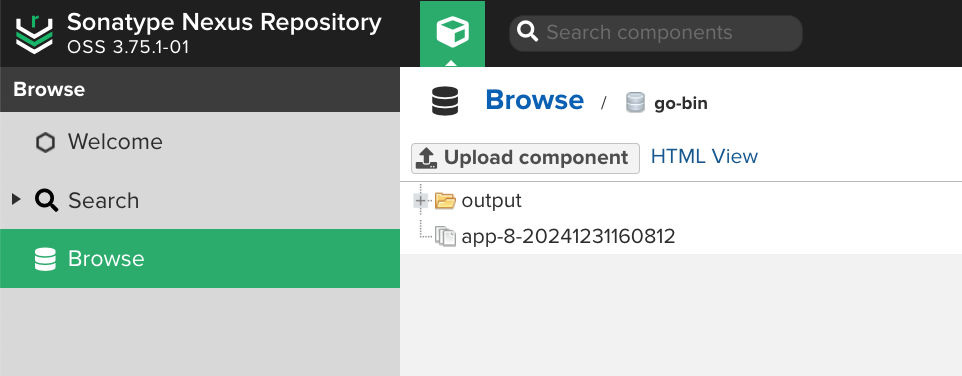 Sonatype Nexus Repository
OSS 3.75.1-01
Search components
Browse
Welcome
Search
Browse
Browse / go-bin
Upload component HTML View
output
app-8-20241231160812